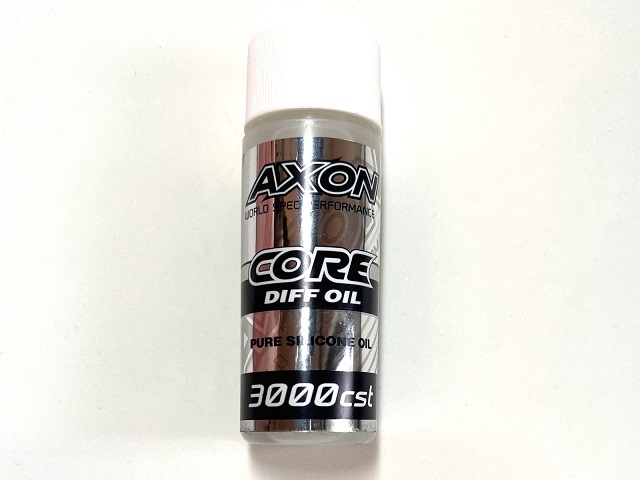 AXON
WORLD SPEC PERFORMANCE
CORE
DIFF OIL
PURE SILICONE OIL
3000cst